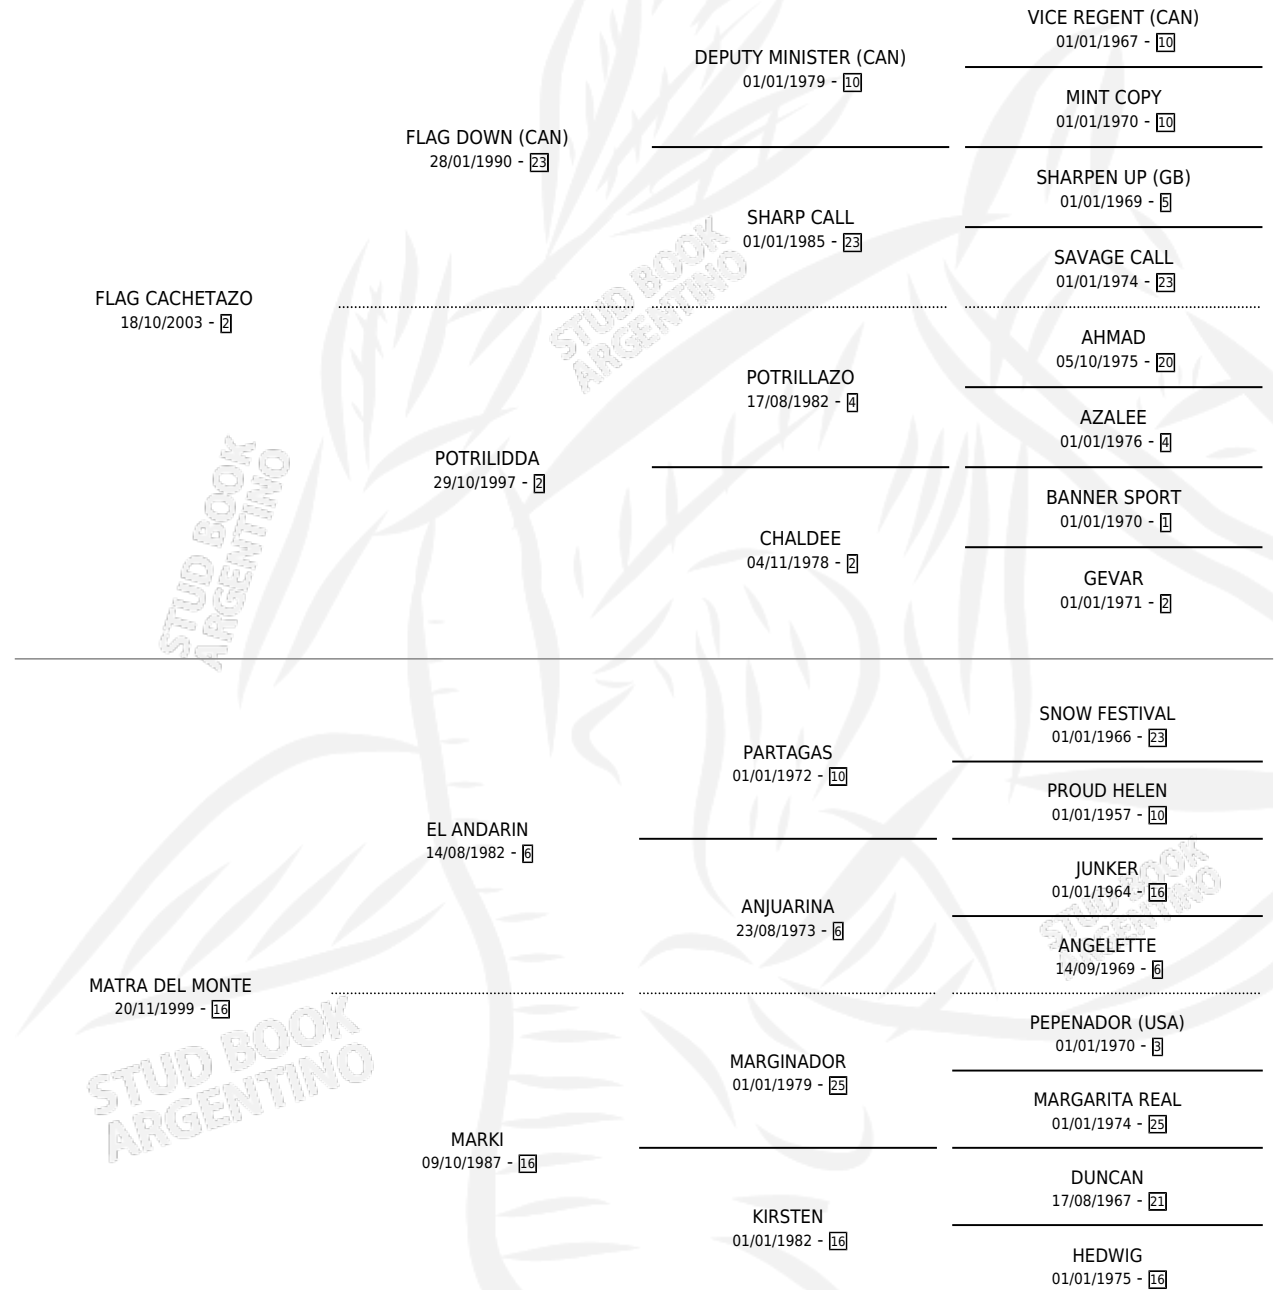 VICE REGENT (CAN)
01/01/1967 - 10
DEPUTY MINISTER (CAN)
01/01/1979 - 10
MINT COPY
01/01/1970 - 10
FLAG DOWN (CAN)
28/01/1990 - 23
SHARPEN UP (GB)
01/01/1969 - 5
SHARP CALL
01/01/1985 - 23
SAVAGE CALL
01/01/1974 - 23
FLAG CACHETAZO
18/10/2003 - 2
STUD BOOK
ARGENTINO
AHMAD
05/10/1975 - 20
POTRILLAZO
17/08/1982 - 4
AZALEE
01/01/1976 - 4
POTRILIDDA
29/10/1997 - 2
BANNER SPORT
01/01/1970 - 1
CHALDEE
04/11/1978 - 2
GEVAR
01/01/1971 - 2
STUD BOOK
ARGENTINO
SNOW FESTIVAL
01/01/1966 - 23
PARTAGAS
01/01/1972 - 10
PROUD HELEN
01/01/1957 - 10
EL ANDARIN
14/08/1982 - 6
JUNKER
01/01/1964 - 16
ANJUARINA
23/08/1973 - 6
ANGELETTE
14/09/1969 - 6
STUD BOOK
ARGENTINO
MATRA DEL MONTE
20/11/1999 - 16
STUD BOOK
ARGENTINO
PEPENADOR (USA)
01/01/1970 - 3
MARGINADOR
01/01/1979 - 25
MARGARITA REAL
01/01/1974 - 25
MARKI
09/10/1987 - 16
DUNCAN
17/08/1967 - 21
KIRSTEN
01/01/1982 - 16
HEDWIG
01/01/1975 - 16